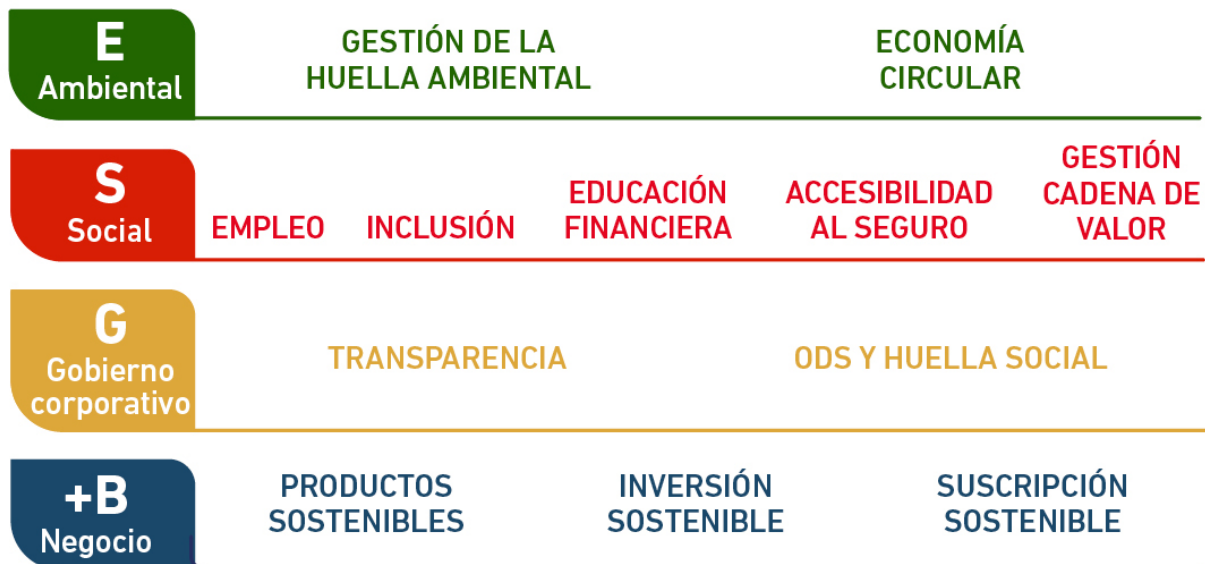 E
Ambiental
GESTIÓN DE LA
HUELLA AMBIENTAL
ECONOMÍA
CIRCULAR
S
Social
EMPLEO
INCLUSIÓN
EDUCACIÓN
FINANCIERA
ACCESIBILIDAD
AL SEGURO
GESTIÓN
CADENA DE
VALOR
G
Gobierno
corporativo
TRANSPARENCIA
ODS Y HUELLA SOCIAL
+B
Negocio
PRODUCTOS
SOSTENIBLES
INVERSIÓN
SOSTENIBLE
SUSCRIPCIÓN
SOSTENIBLE